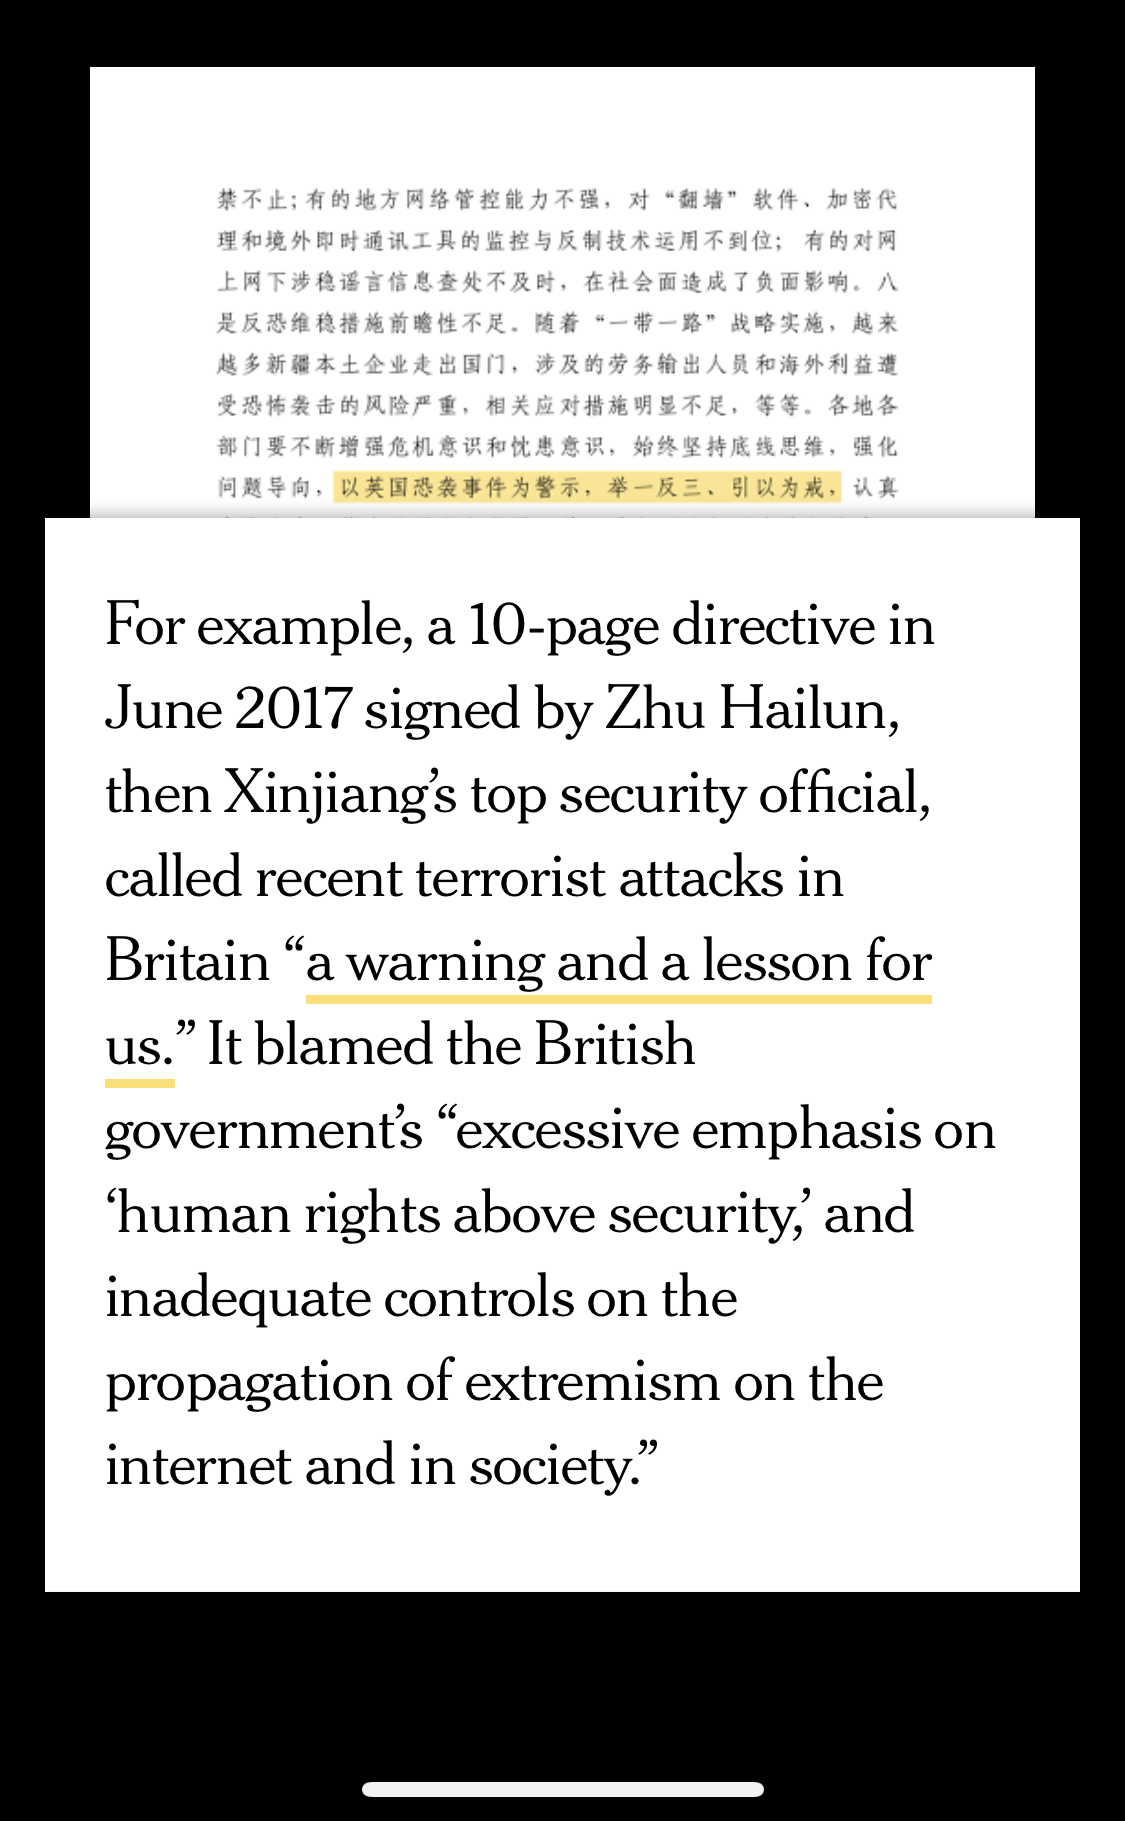 禁不止；有的地方网络管控能力不强，对“翻墙”软件、加密代
理和境外即时通讯工具的监控与反制技术运用不到位； 有的对网
上网下涉稳谣言信息查处不及时，在社会面造成了负面影响。八
是反恐维稳措施前瞻性不足。随着“一带一路”战略实施，越来
越多新疆本土企业走出国门，涉及的劳务输出人员和海外利益遭
受恐怖袭击的风险严重，相关应对措施明显不足，等等。各地各
部门要不断增强危机意识和忧患意识，始终坚持底线思维，强化
问题导向，以英国恐袭事件为警示，举一反三、引以为戒，认真
For example, a 10-page directive in
June 2017 signed by Zhu Hailun,
then Xinjiang’s top security official,
called recent terrorist attacks in
Britain “a warning and a lesson for
us.” It blamed the British
government’s “excessive emphasis on
‘human rights above security,’ and
inadequate controls on the
propagation of extremism on the
internet and in society.”